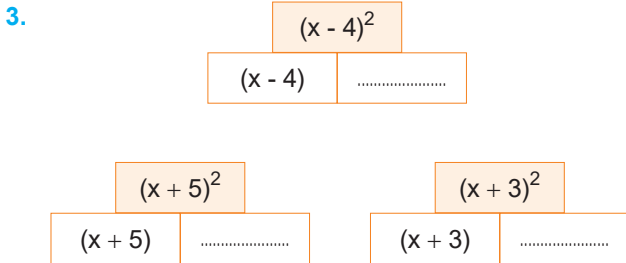 3.
(x - 4)²
(x - 4) ......................
(x + 5)² (x + 3)²
(x + 5) ...................... (x + 3) ......................